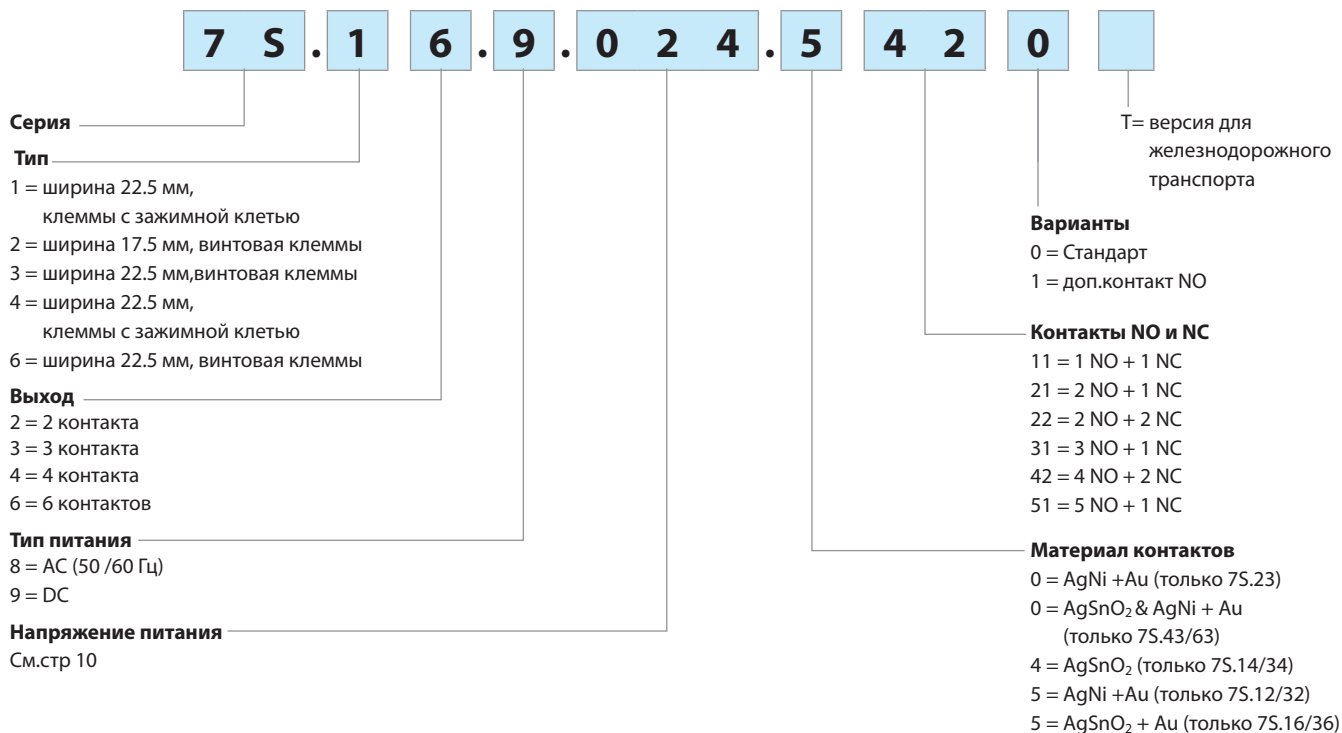 7 S . 1 6 . 9 . 0 2 4 . 5 4 2 0
Серия
Тип
1 = ширина 22.5 мм,
клеммы с зажимной клетью
2 = ширина 17.5 мм, винтовая клеммы
3 = ширина 22.5 мм,винтовая клеммы
4 = ширина 22.5 мм,
клеммы с зажимной клетью
6 = ширина 22.5 мм, винтовая клеммы
Выход
2 = 2 контакта
3 = 3 контакта
4 = 4 контакта
6 = 6 контактов
Тип питания
8 = AC (50 /60 Гц)
9 = DC
Напряжение питания
См.стр 10
T= версия для
железнодорожного
транспорта
Варианты
0 = Стандарт
1 = доп.контакт NO
Контакты NO и NC
11 = 1 NO + 1 NC
21 = 2 NO + 1 NC
22 = 2 NO + 2 NC
31 = 3 NO + 1 NC
42 = 4 NO + 2 NC
51 = 5 NO + 1 NC
Материал контактов
0 = AgNi +Au (только 7S.23)
0 = AgSnO₂ & AgNi + Au
(только 7S.43/63)
4 = AgSnO₂ (только 7S.14/34)
5 = AgNi +Au (только 7S.12/32)
5 = AgSnO₂ + Au (только 7S.16/36)